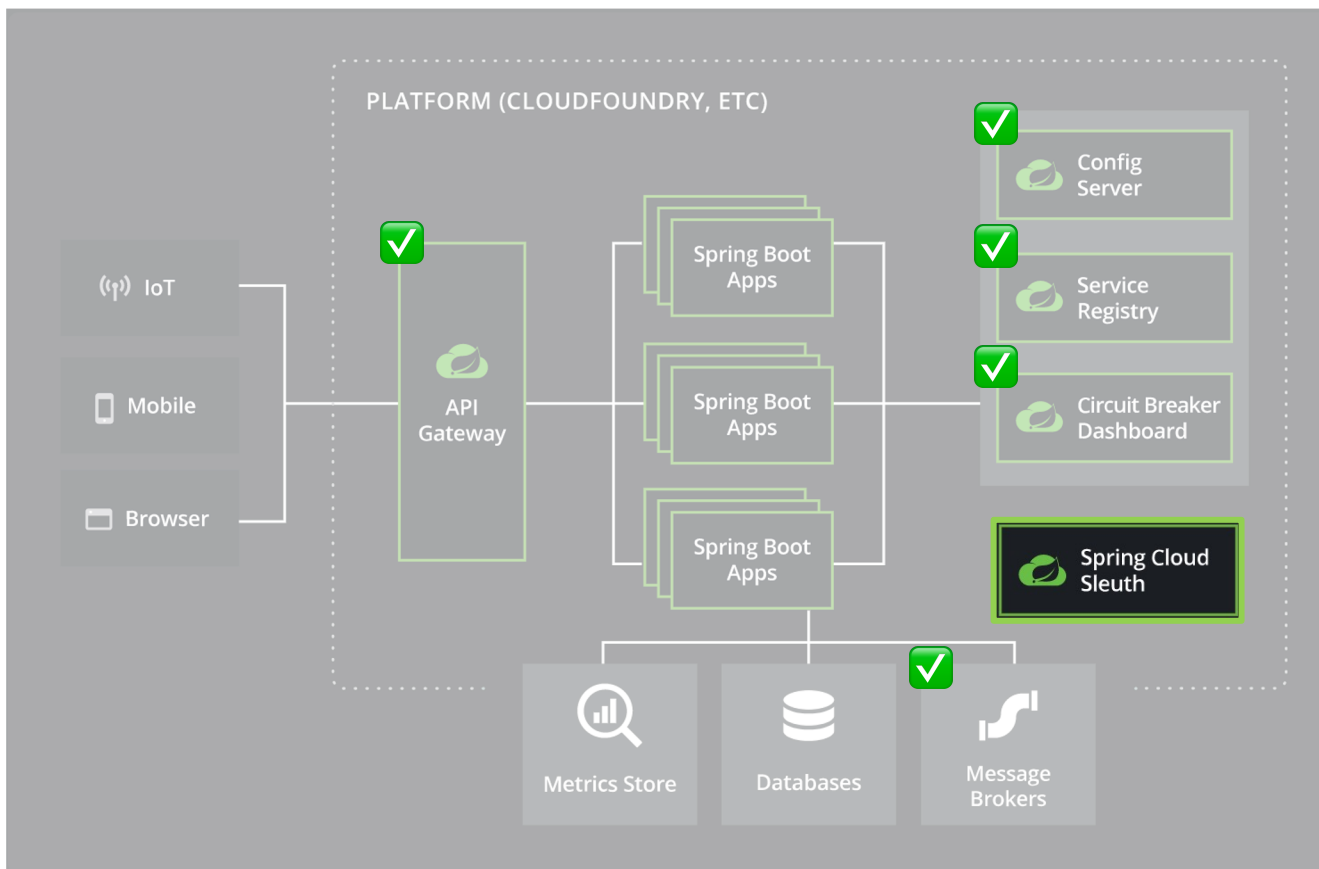 PLATFORM (CLOUDFOUNDRY, ETC)
IoT
Mobile
Browser
API
Gateway
Spring Boot
Apps
Spring Boot
Apps
Spring Boot
Apps
Config
Server
Service
Registry
Circuit Breaker
Dashboard
Spring Cloud
Sleuth
Metrics Store
Databases
Message
Brokers